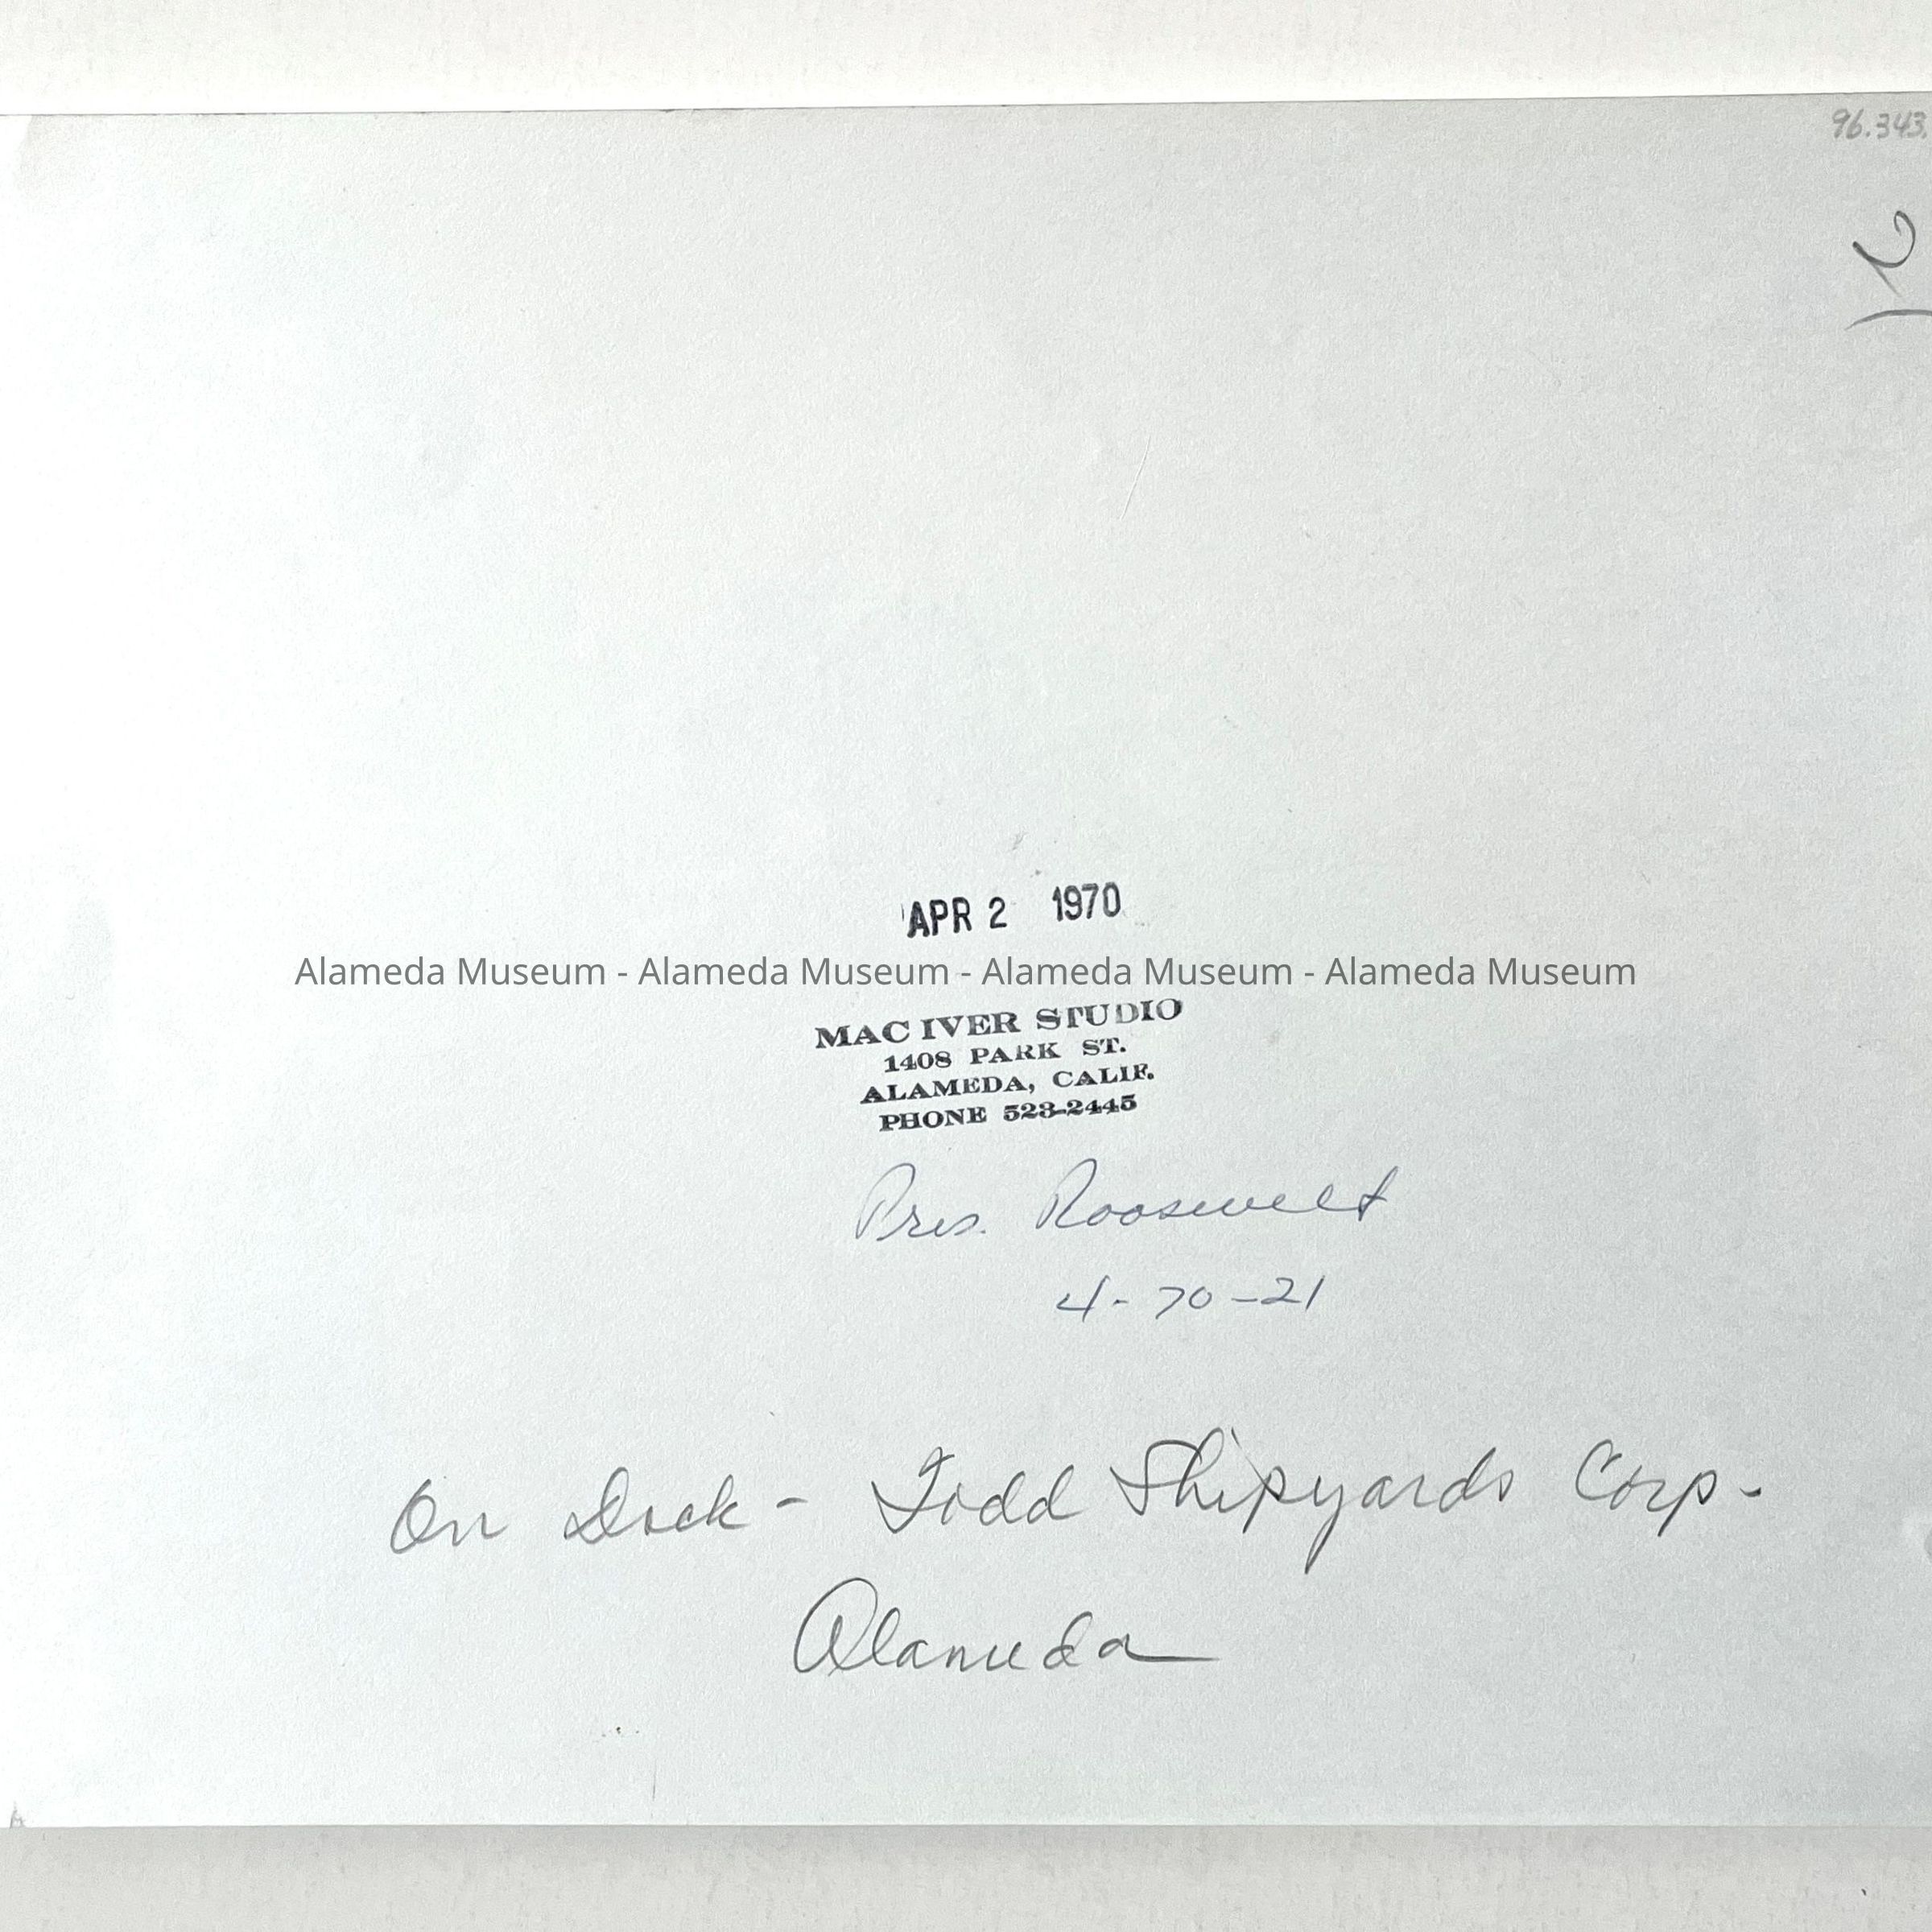 96.343.
APR 2 1970
Alameda Museum - Alameda Museum - Alameda Museum - Alameda Museum
MAC IVER STUDIO
1408 PARK ST.
ALAMEDA, CALIF.
PHONE 523-2445
Pres. Roosevelt
4-70-21
On Dock - Todd Shipyards Corp.
Alameda